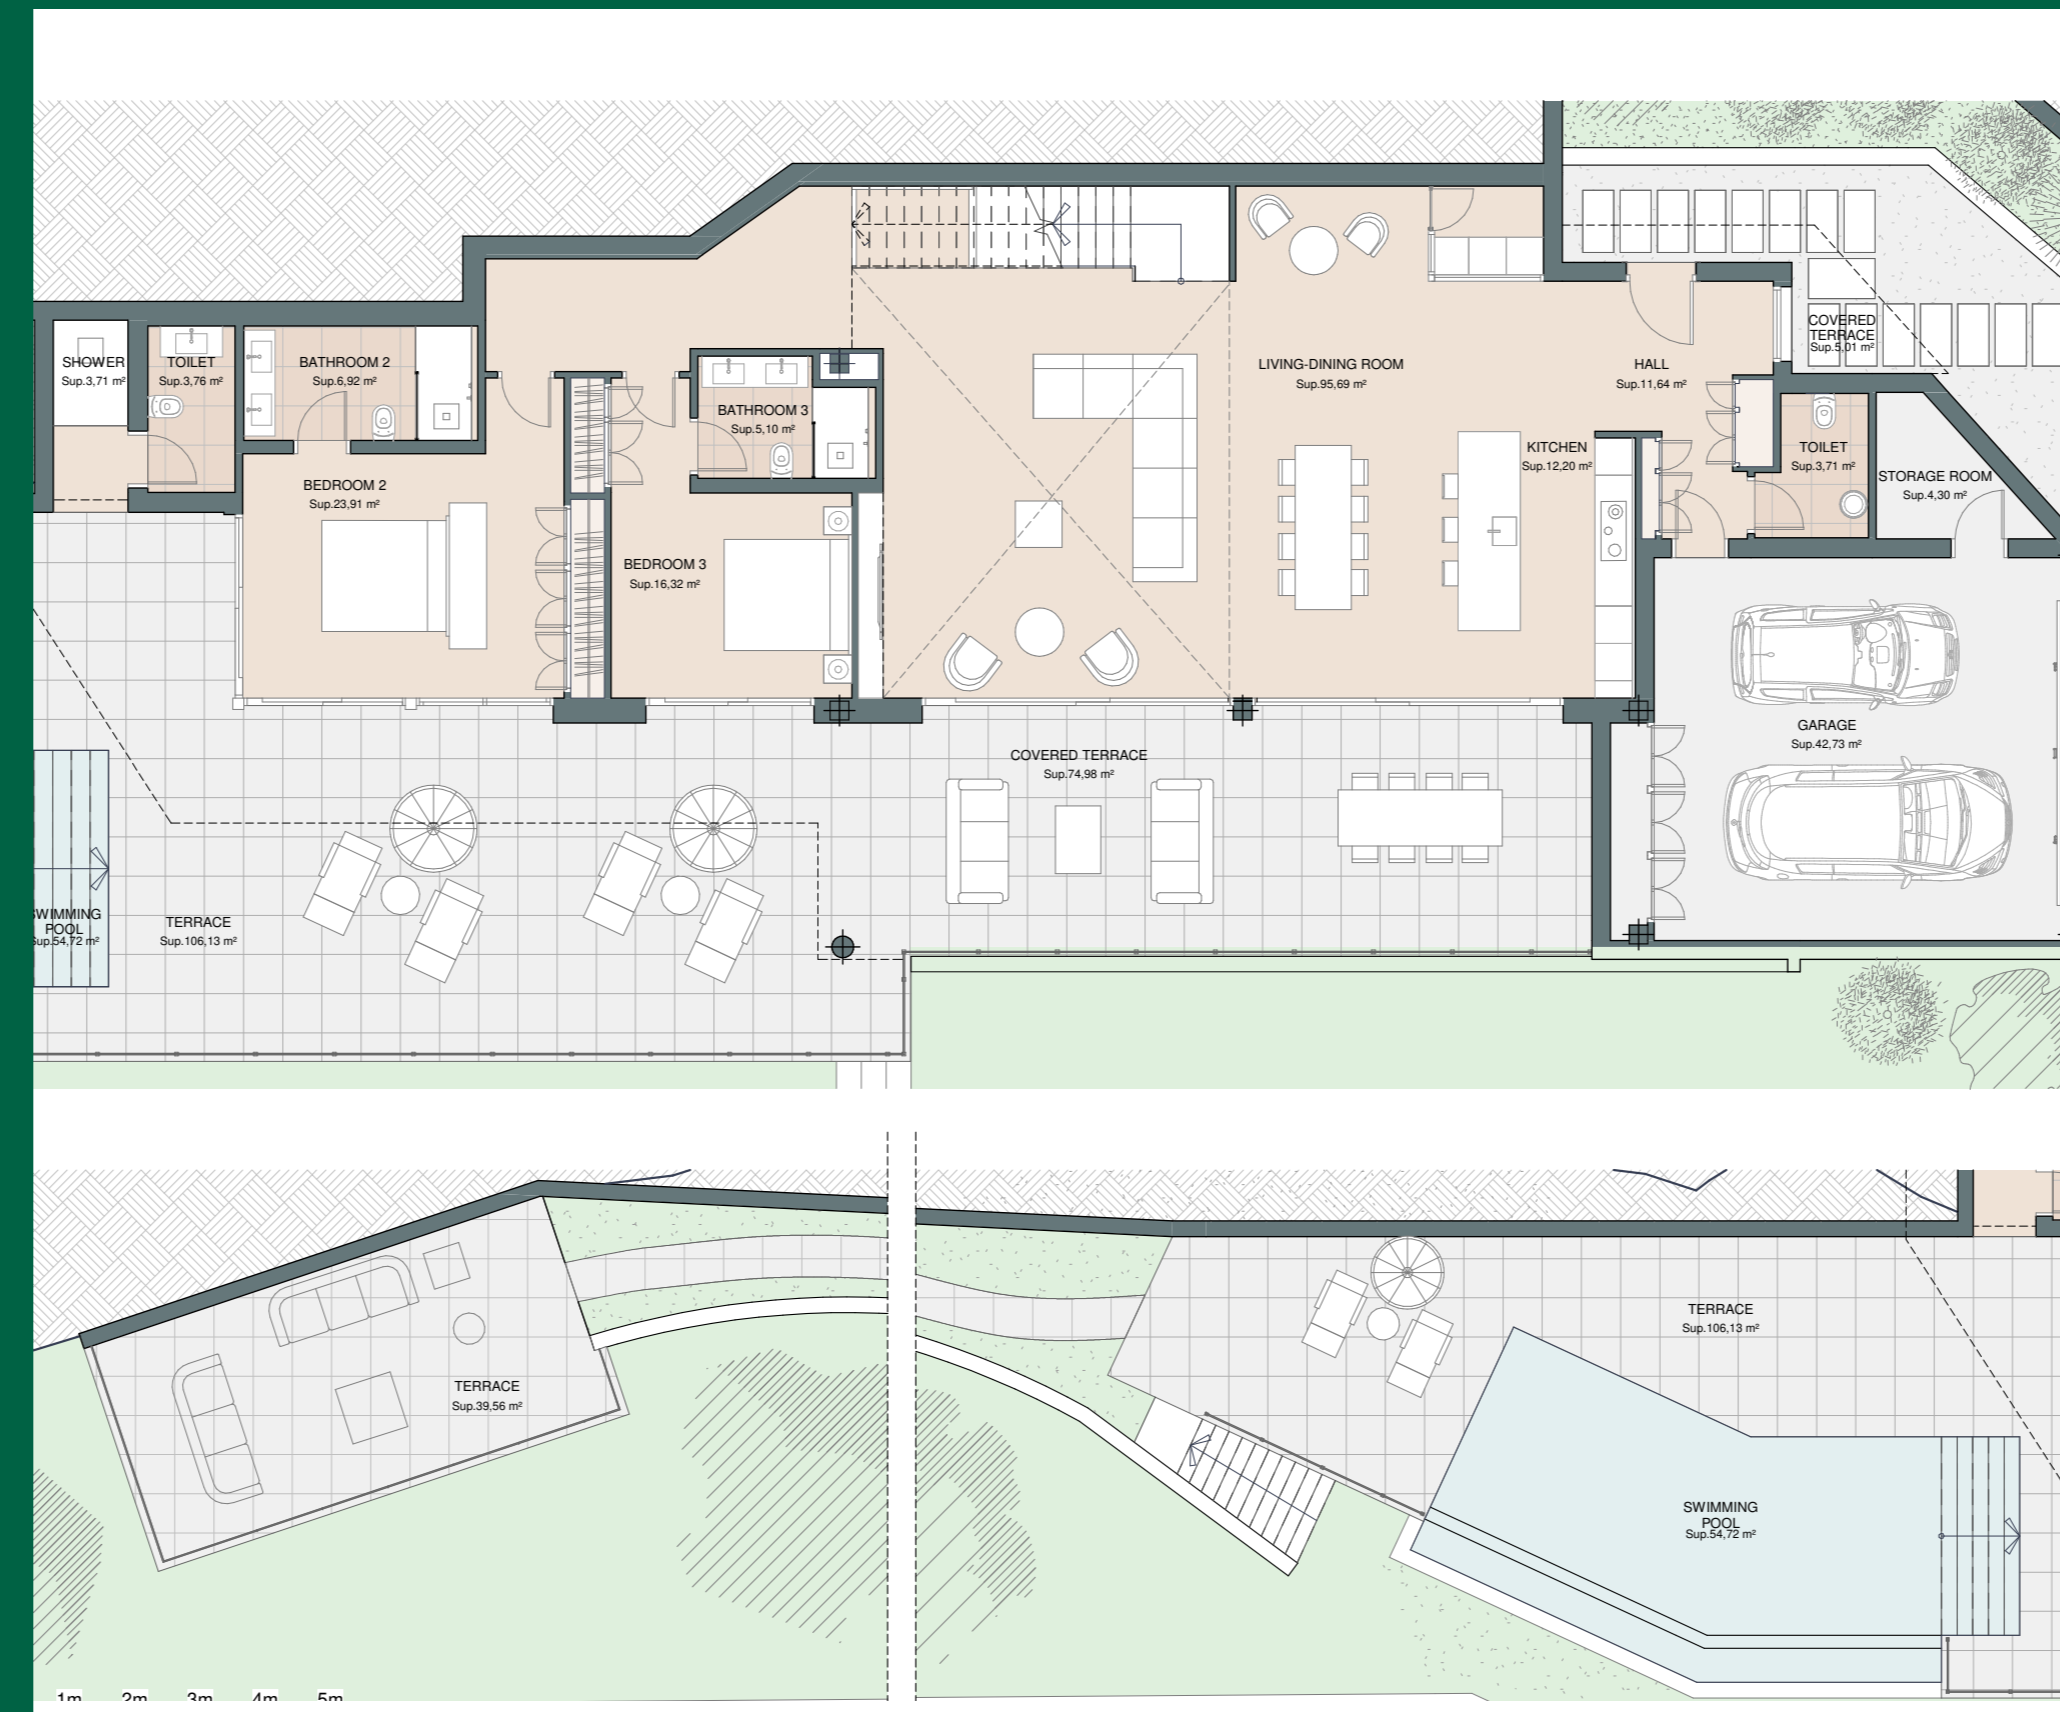 COVERED
TERRACE
Sup.5,01 m²
SHOWER
Sup.3,71 m²
TOILET
Sup.3,76 m²
BATHROOM 2
Sup.6,92 m²
LIVING-DINING ROOM
Sup.95,69 m²
HALL
Sup.11,64 m²
BATHROOM 3
Sup.5,10 m²
KITCHEN
Sup.12,20 m²
TOILET
Sup.3,71 m²
STORAGE ROOM
Sup.4,30 m²
BEDROOM 2
Sup.23,91 m²
BEDROOM 3
Sup.16,32 m²
GARAGE
Sup.42,73 m²
COVERED TERRACE
Sup.74,98 m²
SWIMMING
POOL
Sup.54,72 m²
TERRACE
Sup.106,13 m²
TERRACE
Sup.106,13 m²
TERRACE
Sup.39,56 m²
SWIMMING
POOL
Sup.54,72 m²
1m 2m 3m 4m 5m